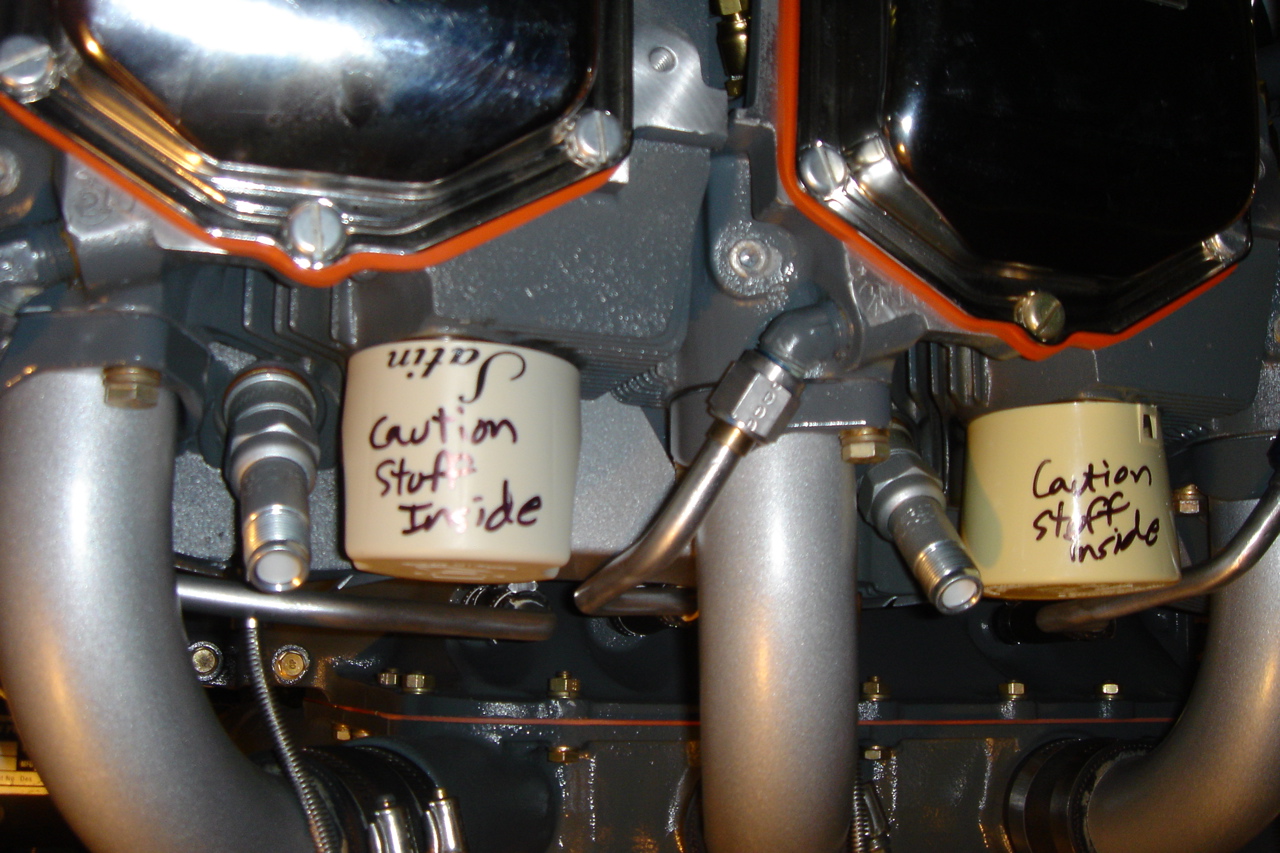 Satin
Caution
Stuff
Inside
Caution
stuff
inside